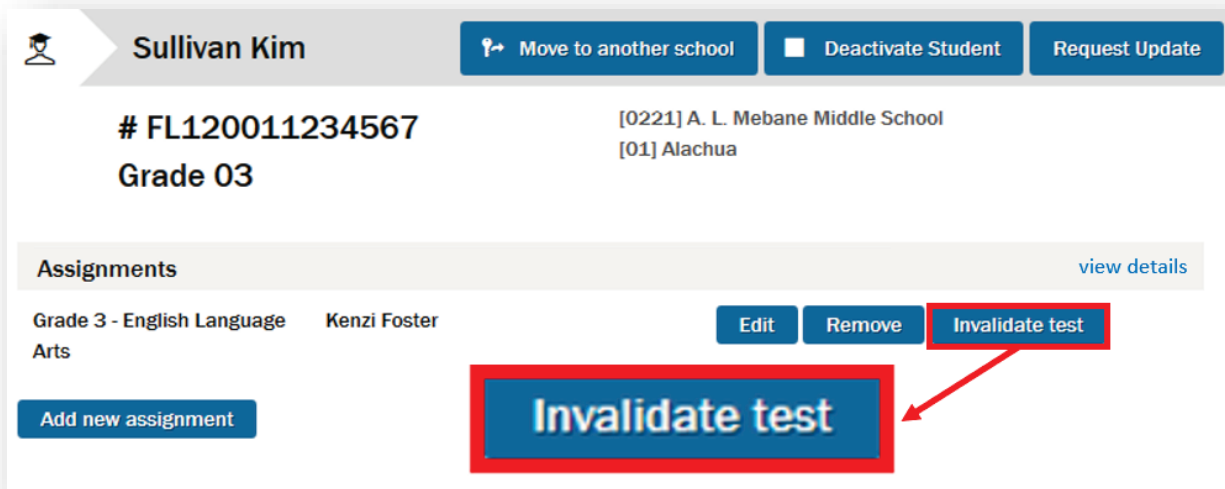 Sullivan Kim
Move to another school
Deactivate Student
Request Update
# FL120011234567
[0221] A. L. Mebane Middle School
Grade 03
[01] Alachua
Assignments
view details
Grade 3 - English Language
Arts
Kenzi Foster
Edit
Remove
Invalidate test
Add new assignment
Invalidate test